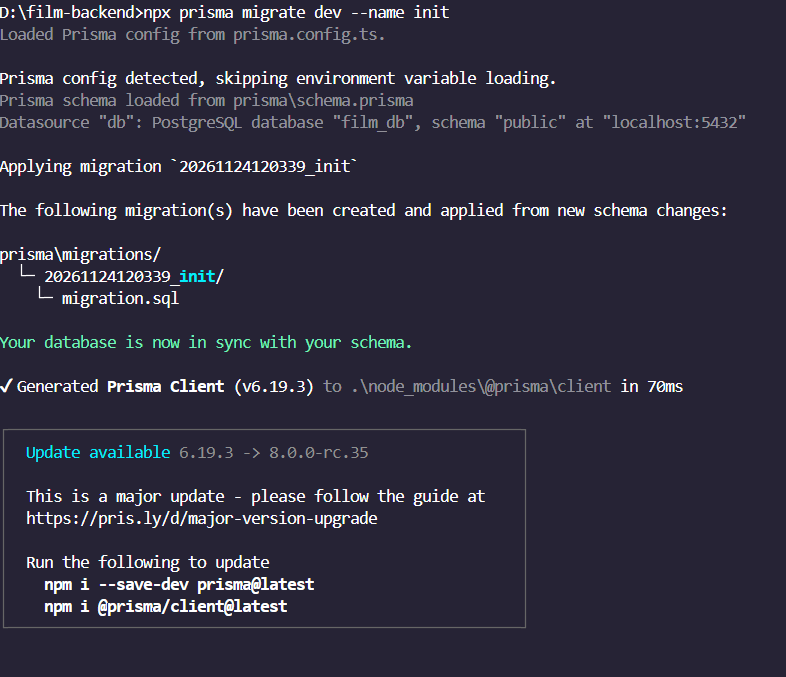 D:\film-backend>npx prisma migrate dev --name init
Loaded Prisma config from prisma.config.ts.
Prisma config detected, skipping environment variable loading.
Prisma schema loaded from prisma\schema.prisma
Datasource "db": PostgreSQL database "film_db", schema "public" at "localhost:5432"
Applying migration `20261124120339_init`
The following migration(s) have been created and applied from new schema changes:
prisma\migrations/
└─ 20261124120339_init/
└─ migration.sql
Your database is now in sync with your schema.
✔ Generated Prisma Client (v6.19.3) to .\node_modules\@prisma\client in 70ms
Update available 6.19.3 -> 8.0.0-rc.35
This is a major update - please follow the guide at
https://pris.ly/d/major-version-upgrade
Run the following to update
npm i --save-dev prisma@latest
npm i @prisma/client@latest